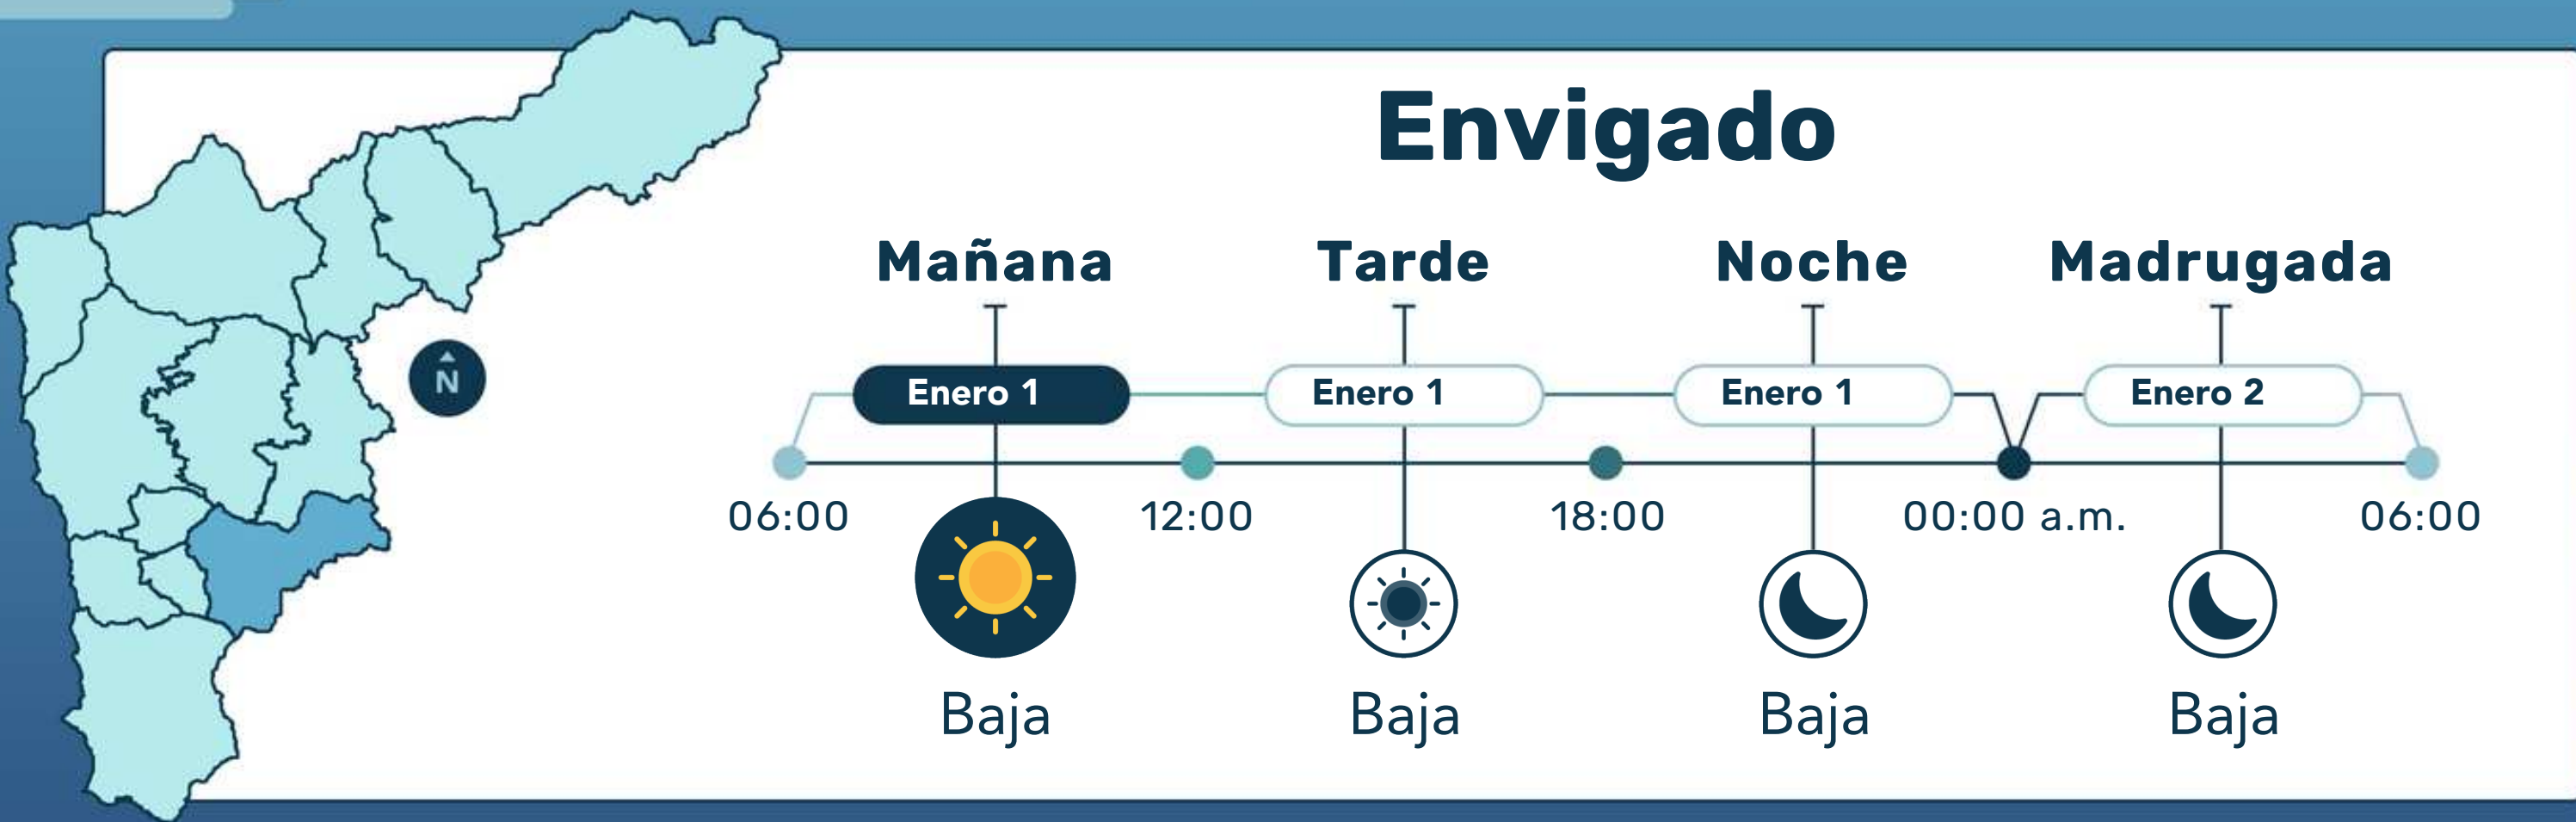 Envigado
Mañana Tarde Noche Madrugada
Enero 1 Enero 1 Enero 1 Enero 2
N
06:00 12:00 18:00 00:00 a.m. 06:00
Baja Baja Baja Baja